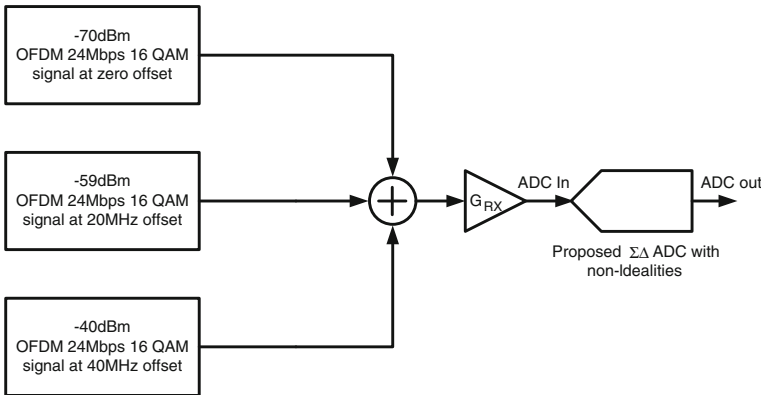 -70dBm
OFDM 24Mbps 16 QAM
signal at zero offset
-59dBm
OFDM 24Mbps 16 QAM
signal at 20MHz offset
-40dBm
OFDM 24Mbps 16 QAM
signal at 40MHz offset
G_RX
ADC In
ADC out
Proposed ΣΔ ADC with
non-Idealities